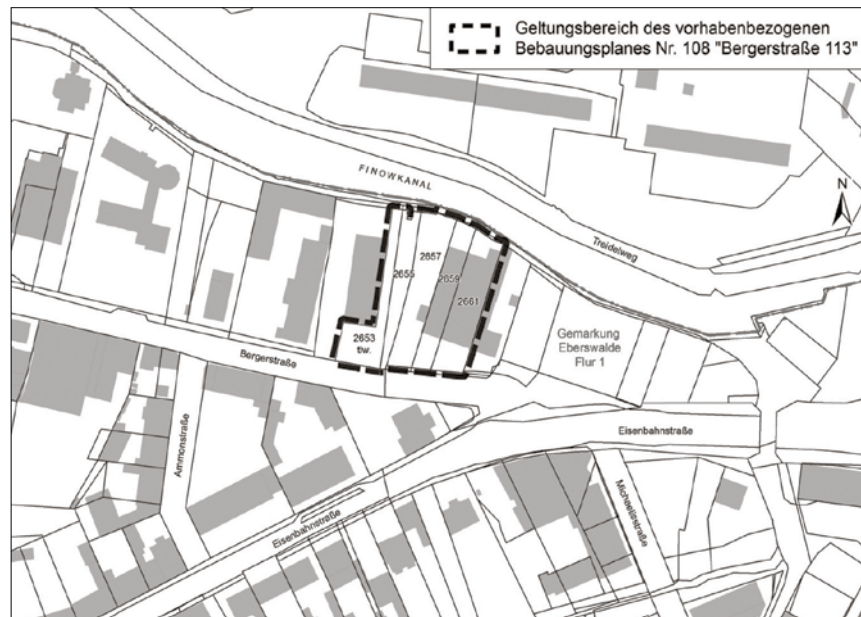 Geltungsbereich des vorhabenbezogenen
Bebauungsplanes Nr. 108 "Bergerstraße 113"
FINOWKANAL
N
Treidelweg
2657
2655
2659
2661
2653
tlw.
Gemarkung
Eberswalde
Flur 1
Bergerstraße
Eisenbahnstraße
Ammonstraße
Michaelisstraße
Eisenbahnstraße